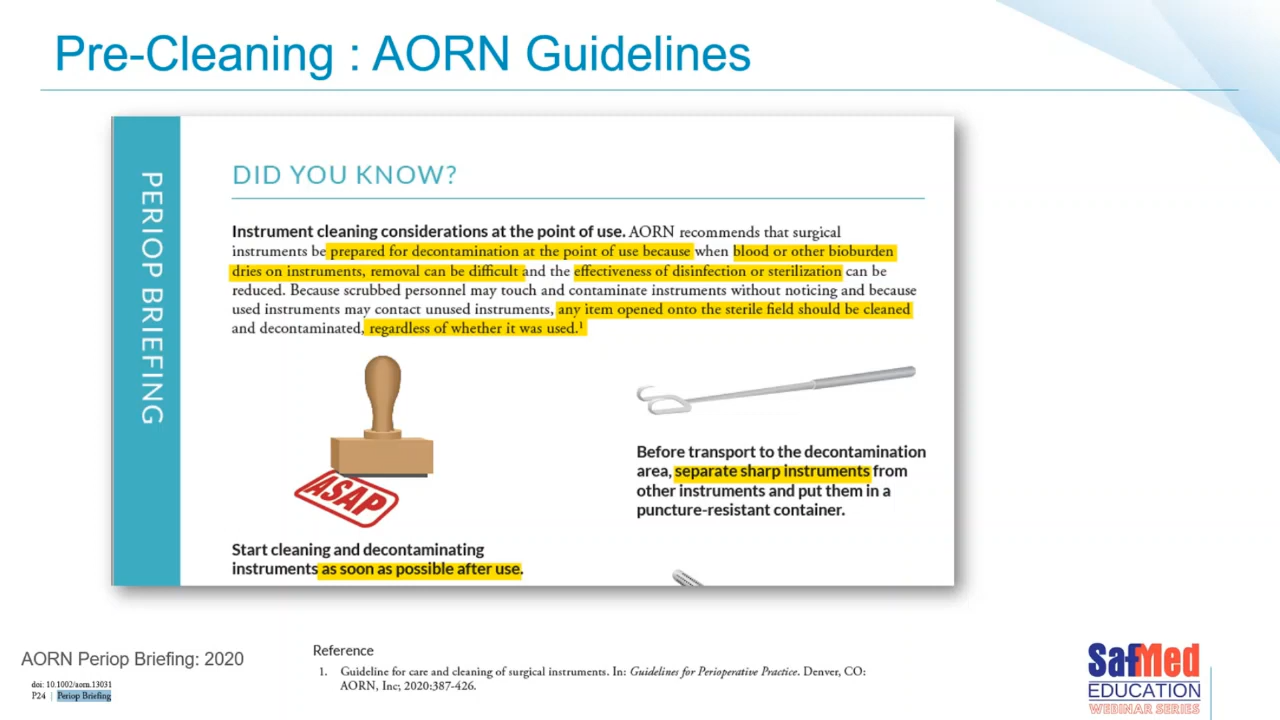 Pre-Cleaning : AORN Guidelines
PERIOP BRIEFING
DID YOU KNOW?
Instrument cleaning considerations at the point of use. AORN recommends that surgical
instruments be prepared for decontamination at the point of use because when blood or other bioburden
dries on instruments, removal can be difficult and the effectiveness of disinfection or sterilization can be
reduced. Because scrubbed personnel may touch and contaminate instruments without noticing and because
used instruments may contact unused instruments, any item opened onto the sterile field should be cleaned
and decontaminated, regardless of whether it was used.¹
ASAP
Start cleaning and decontaminating
instruments as soon as possible after use.
Before transport to the decontamination
area, separate sharp instruments from
other instruments and put them in a
puncture-resistant container.
AORN Periop Briefing: 2020
doi: 10.1002/aorn.13031
P24 | Periop Briefing
Reference
1. Guideline for care and cleaning of surgical instruments. In: Guidelines for Perioperative Practice. Denver, CO:
AORN, Inc; 2020:387-426.
SafMed
EDUCATION
WEBINAR SERIES